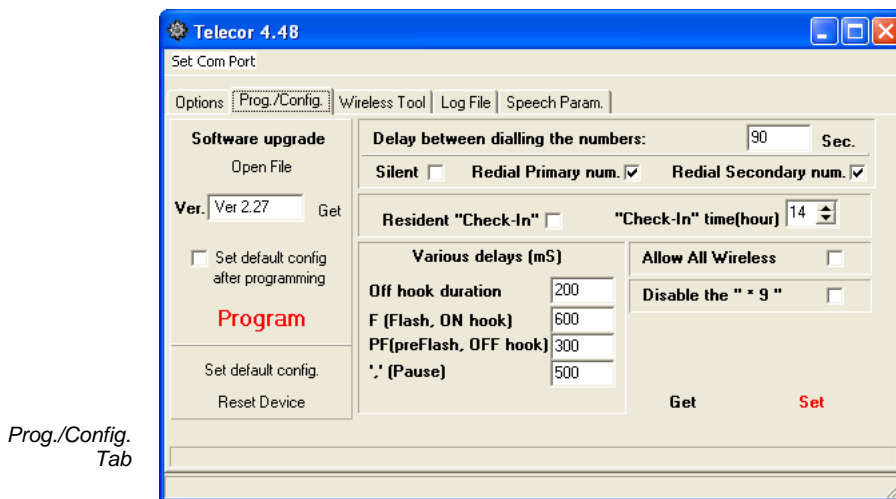 Telecor 4.48
Set Com Port
Options Prog./Config. Wireless Tool Log File Speech Param.
Software upgrade
Open File
Ver. Ver 2.27 Get
Set default config
after programming
Program
Set default config.
Reset Device
Delay between dialling the numbers: 90 Sec.
Silent Redial Primary num. Redial Secondary num.
Resident "Check-In" "Check-In" time(hour) 14
Various delays (mS)
Off hook duration 200
F (Flash, ON hook) 600
PF(preFlash, OFF hook) 300
',' (Pause) 500
Allow All Wireless
Disable the " * 9 "
Get Set
Prog./Config.
Tab